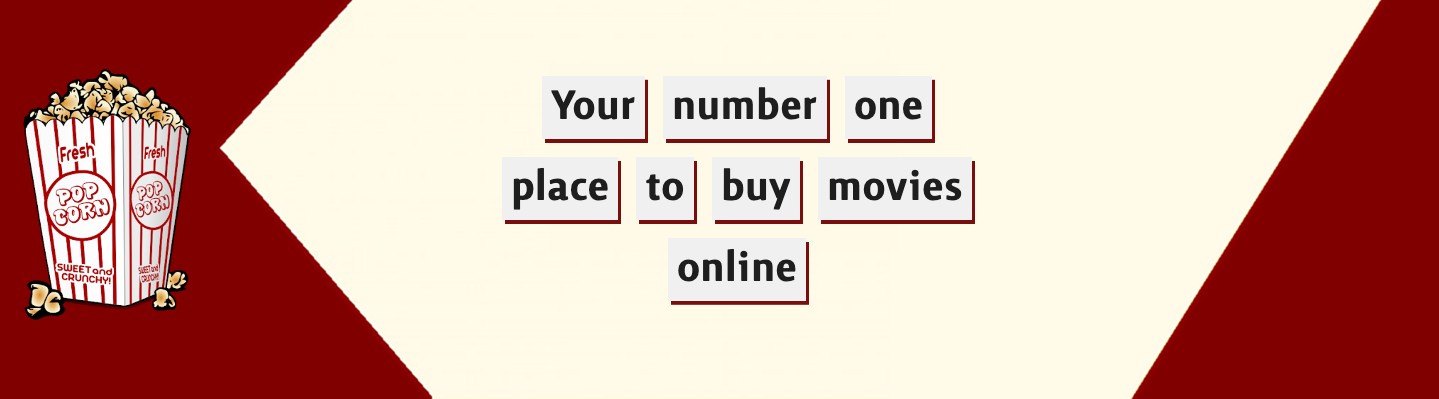 Your number one
place to buy movies
online
Fresh
POP
CORN
SWEET and
CRUNCHY!
Fresh
POP
CORN
SWEET and
CRUNCHY!